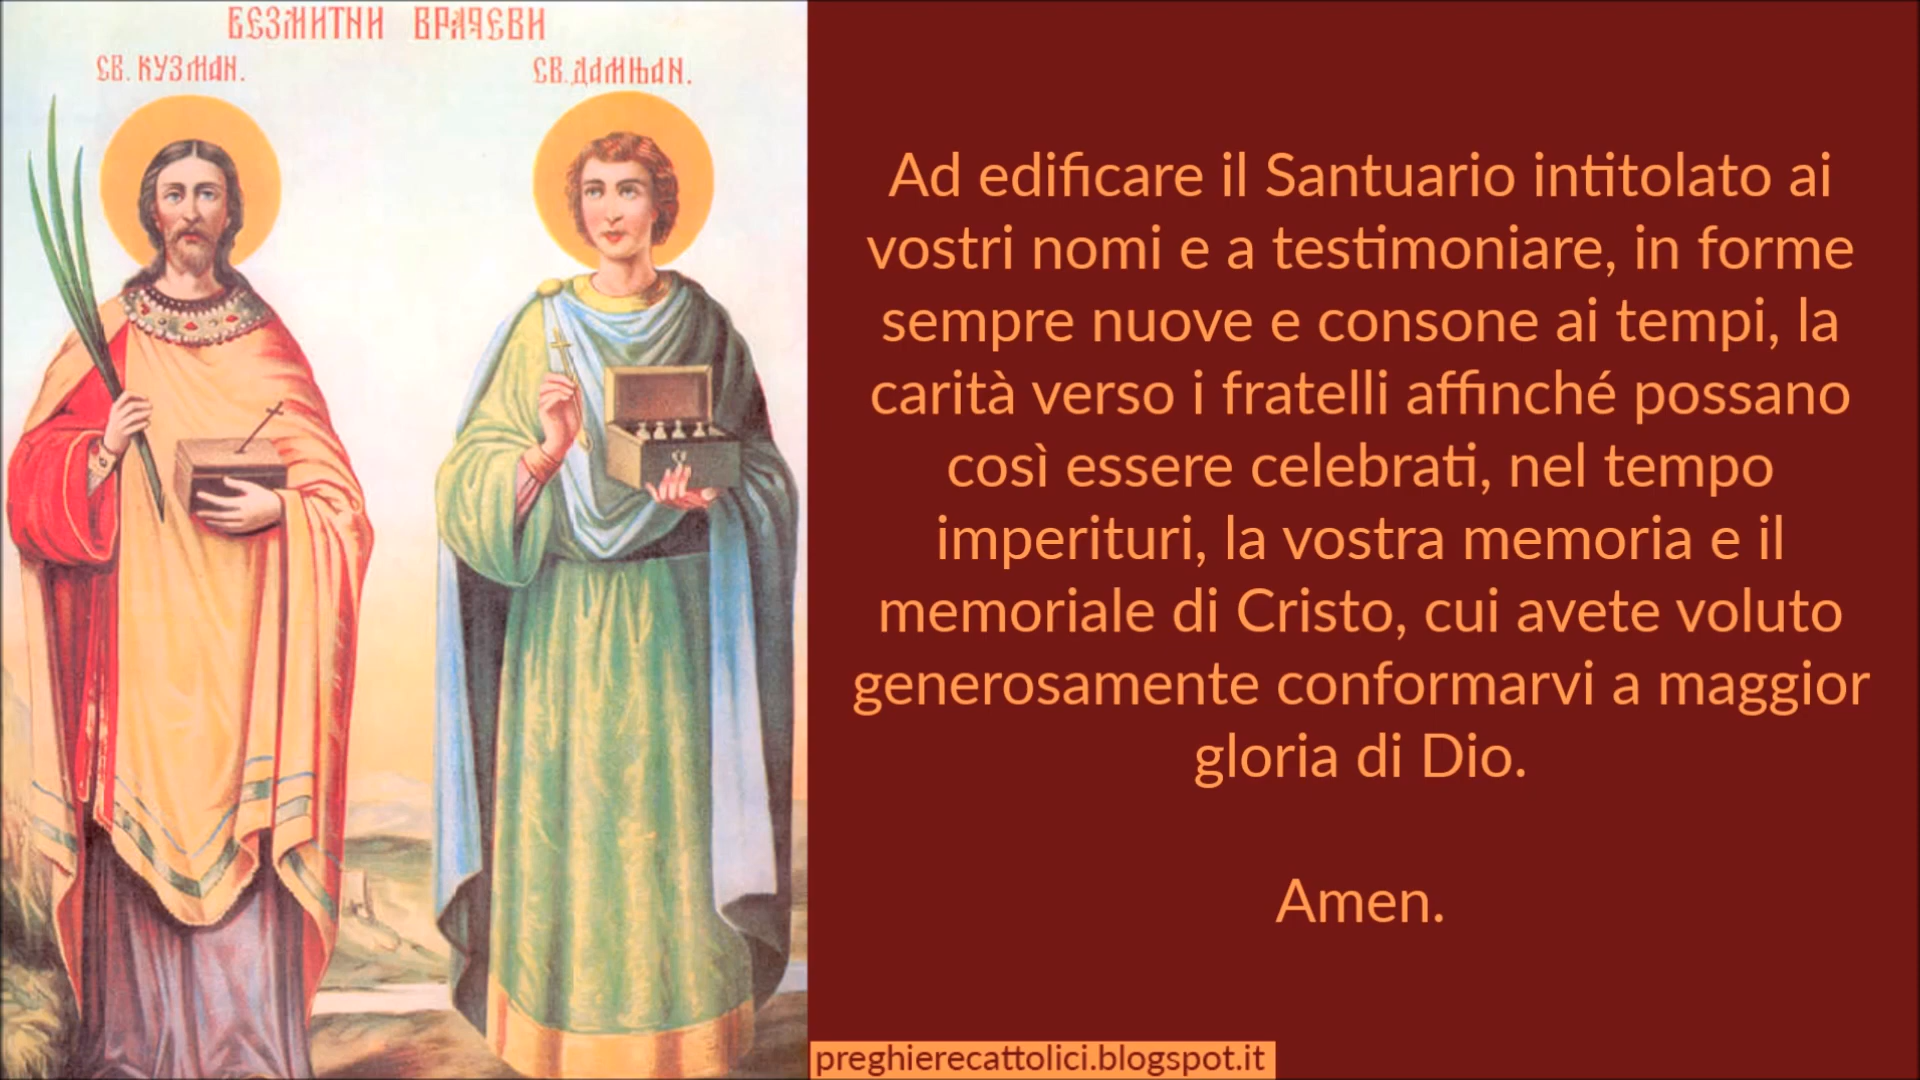 БЕЗМИТНИ ВРАЧЕВИ
СВ. КУЗМАН.
СВ. ДАМЊАН.
Ad edificare il Santuario intitolato ai
vostri nomi e a testimoniare, in forme
sempre nuove e consone ai tempi, la
carità verso i fratelli affinché possano
così essere celebrati, nel tempo
imperituri, la vostra memoria e il
memoriale di Cristo, cui avete voluto
generosamente conformarvi a maggior
gloria di Dio.
Amen.
preghierecattolici.blogspot.it